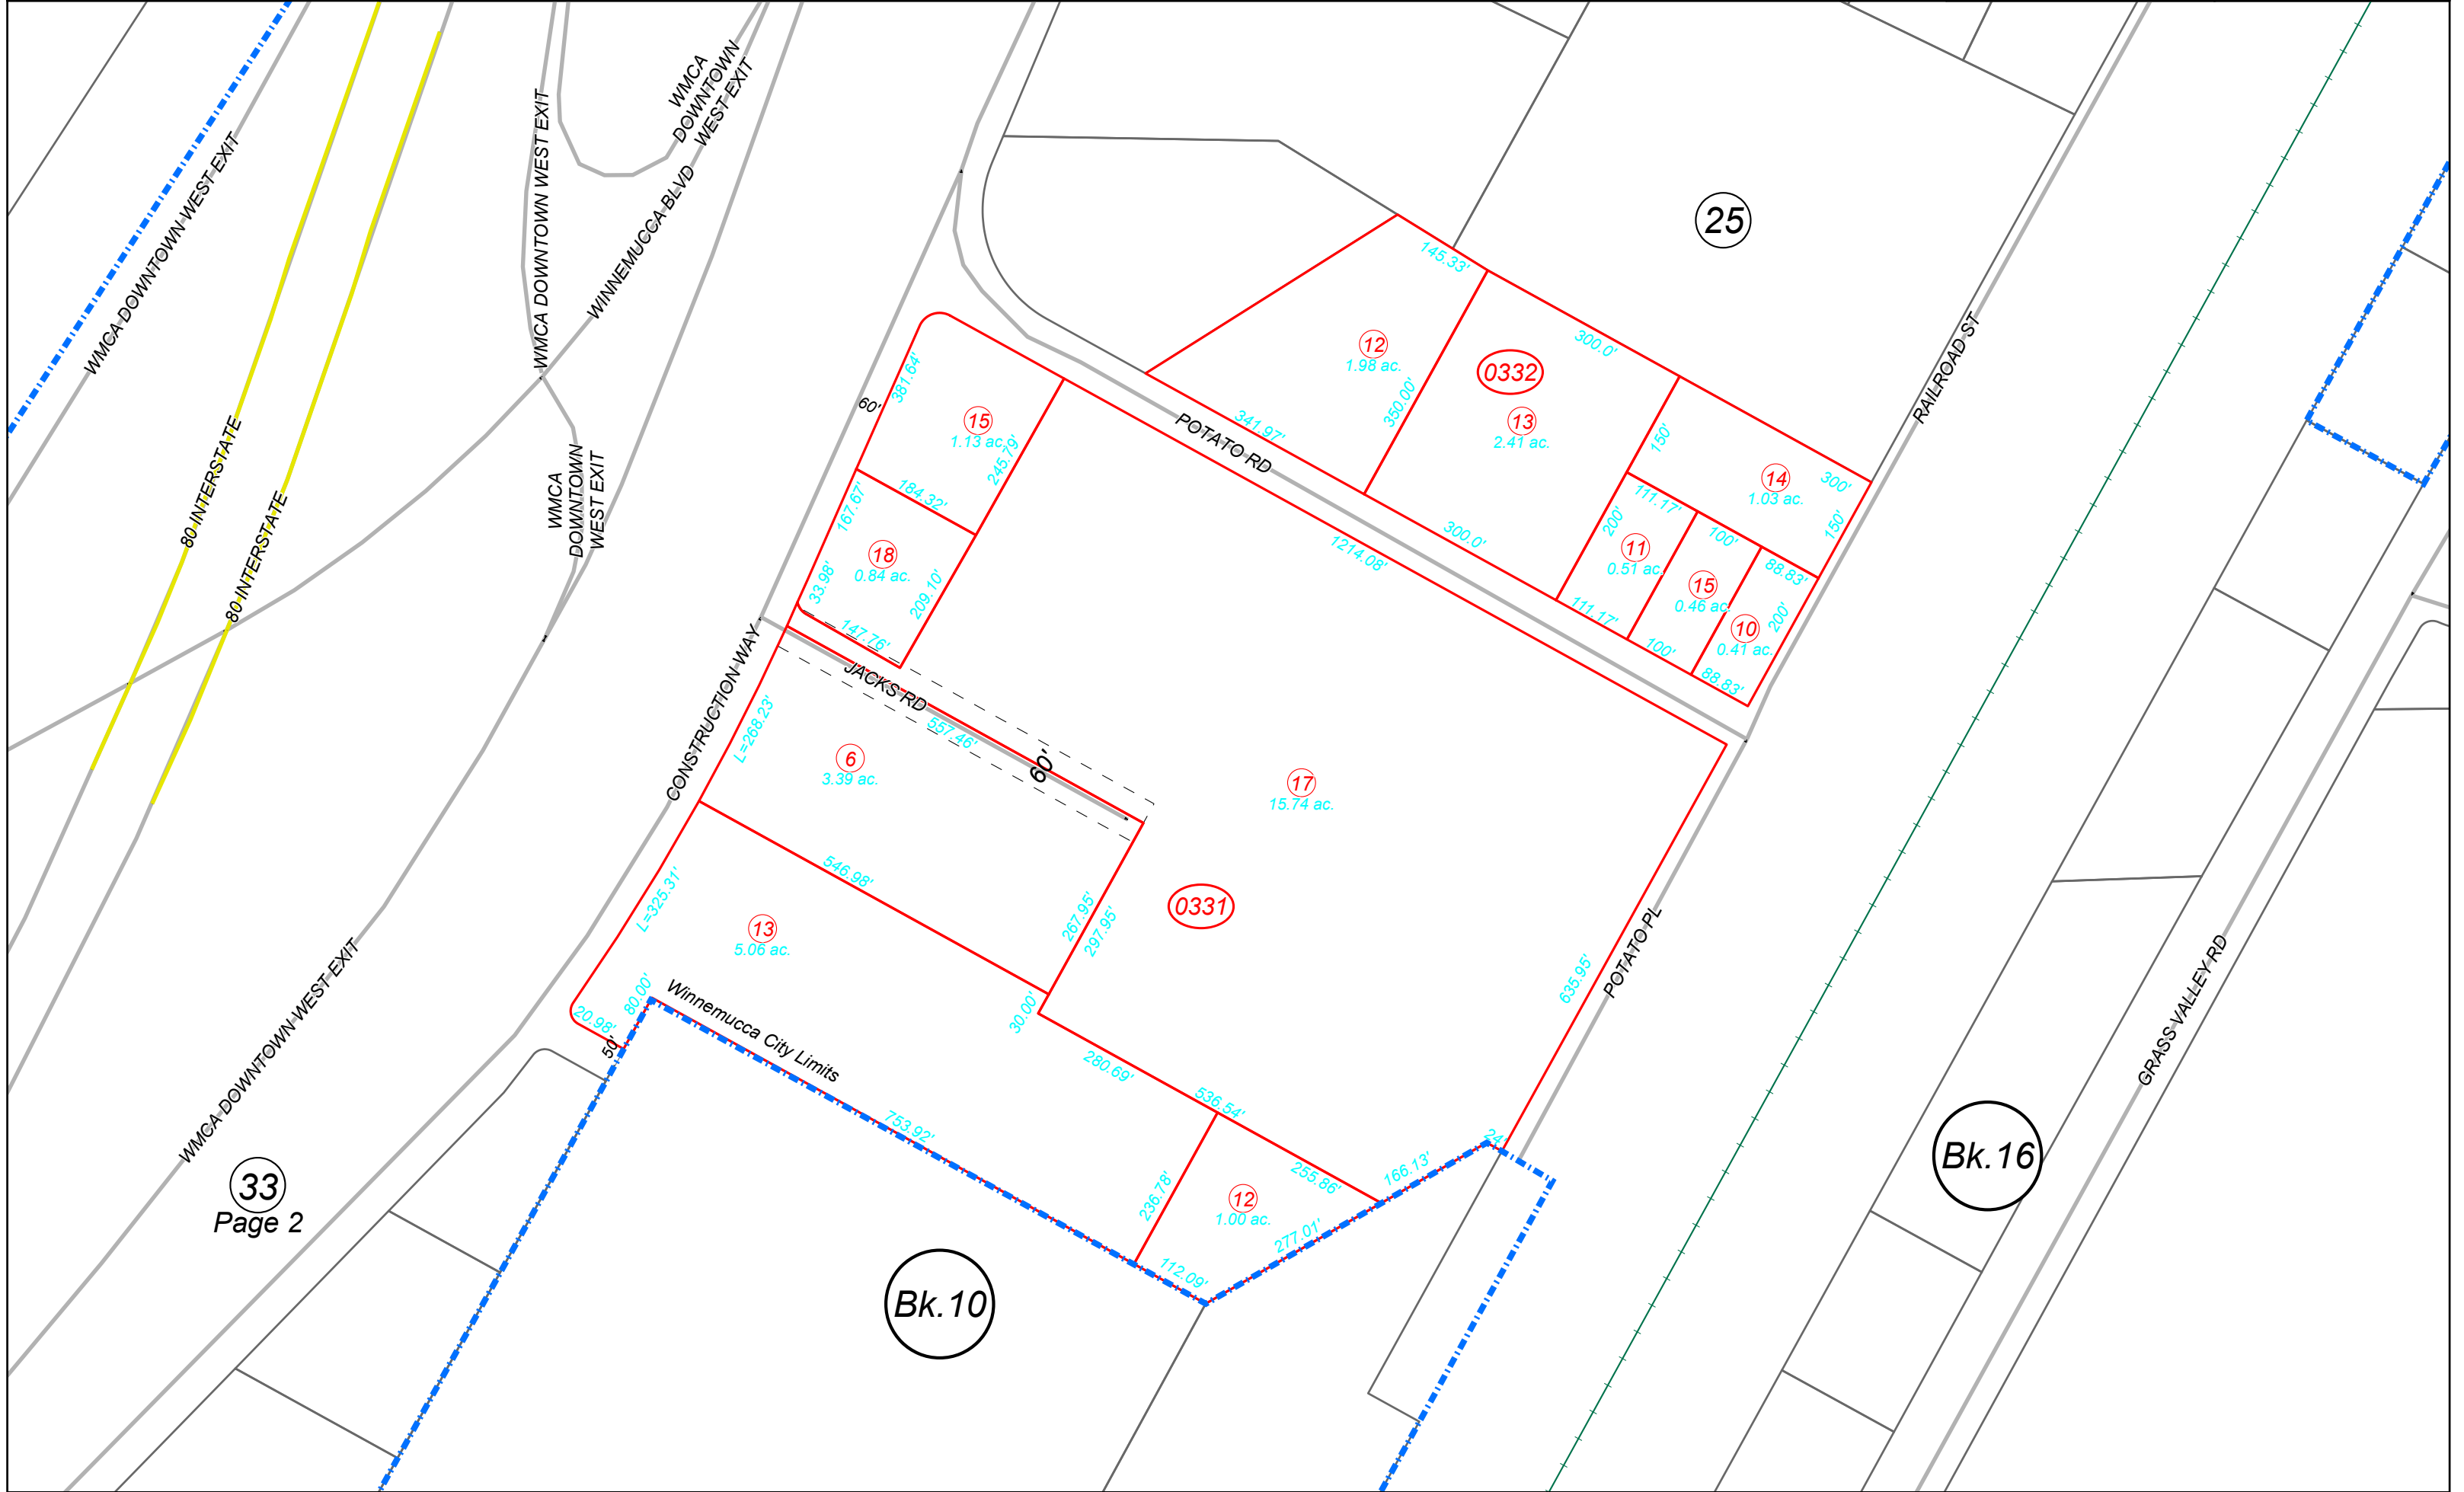 WMCA DOWNTOWN WEST EXIT
WMCA DOWNTOWN WEST EXIT
WMCA
DOWNTOWN
WEST EXIT
WINNEMUCCA BLVD
80 INTERSTATE
80 INTERSTATE
WMCA
DOWNTOWN
WEST EXIT
25
145.33'
300.0'
12
1.98 ac.
0332
350.00'
13
2.41 ac.
341.97'
300.0'
150'
14
1.03 ac.
300'
150'
RAILROAD ST
111.17'
100'
88.83'
200'
11
0.51 ac.
15
0.46 ac.
10
0.41 ac.
200'
111.17'
100'
88.83'
POTATO RD
1214.08'
60'
381.64'
15
1.13 ac.
245.79'
184.32'
167.67'
18
0.84 ac.
33.98'
209.10'
147.76'
JACKS RD
557.46'
60'
CONSTRUCTION WAY
L=268.23'
6
3.39 ac.
17
15.74 ac.
546.98'
267.95'
297.95'
0331
L=325.31'
13
5.06 ac.
635.95'
POTATO PL
80.00'
20.98'
50'
Winnemucca City Limits
30.00'
280.69'
536.54'
753.92'
236.78'
12
1.00 ac.
255.86'
166.13'
24'
277.01'
112.09'
WMCA DOWNTOWN WEST EXIT
33
Page 2
Bk.10
Bk.16
GRASS VALLEY RD